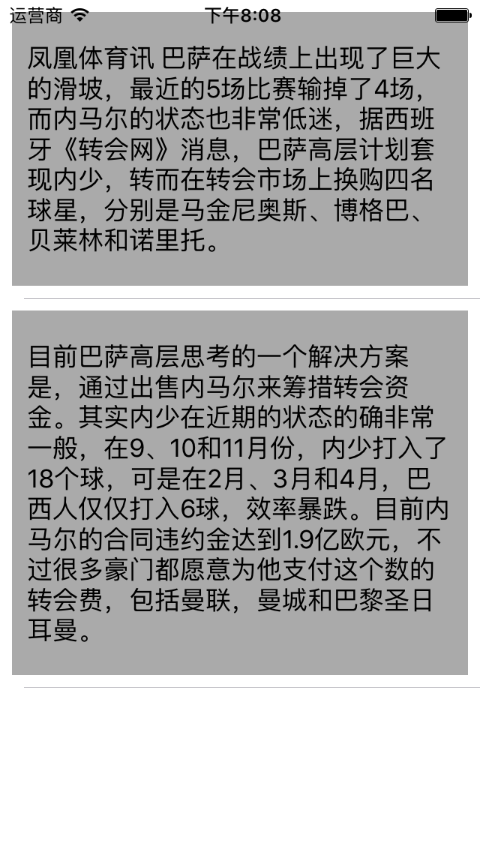 运营商 下午8:08
凤凰体育讯 巴萨在战绩上出现了巨大
的滑坡，最近的5场比赛输掉了4场，
而内马尔的状态也非常低迷，据西班
牙《转会网》消息，巴萨高层计划套
现内少，转而在转会市场上换购四名
球星，分别是马金尼奥斯、博格巴、
贝莱林和诺里托。
目前巴萨高层思考的一个解决方案
是，通过出售内马尔来筹措转会资
金。其实内少在近期的状态的确非常
一般，在9、10和11月份，内少打入了
18个球，可是在2月、3月和4月，巴
西人仅仅打入6球，效率暴跌。目前内
马尔的合同违约金达到1.9亿欧元，不
过很多豪门都愿意为他支付这个数的
转会费，包括曼联，曼城和巴黎圣日
耳曼。